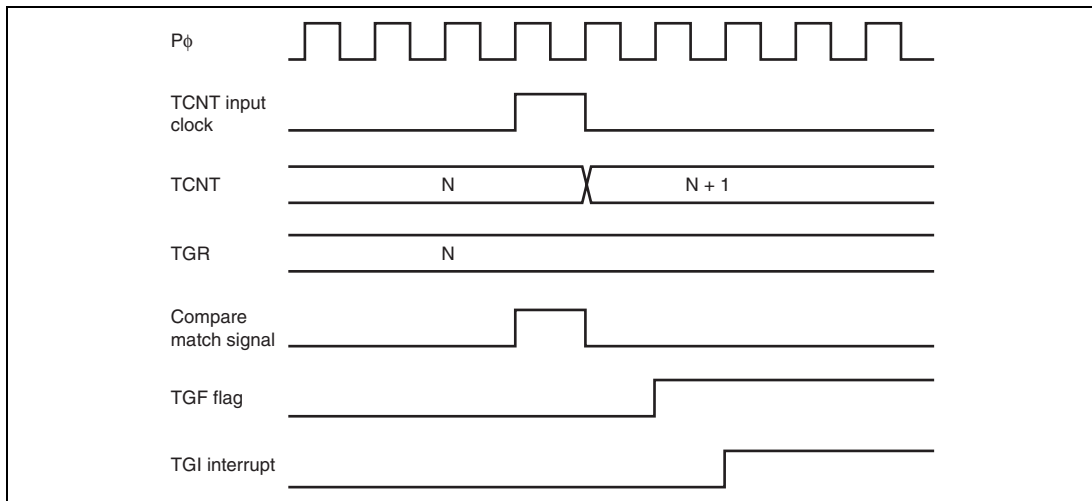 Pϕ
TCNT input
clock
TCNT
N
N + 1
TGR
N
Compare
match signal
TGF flag
TGI interrupt